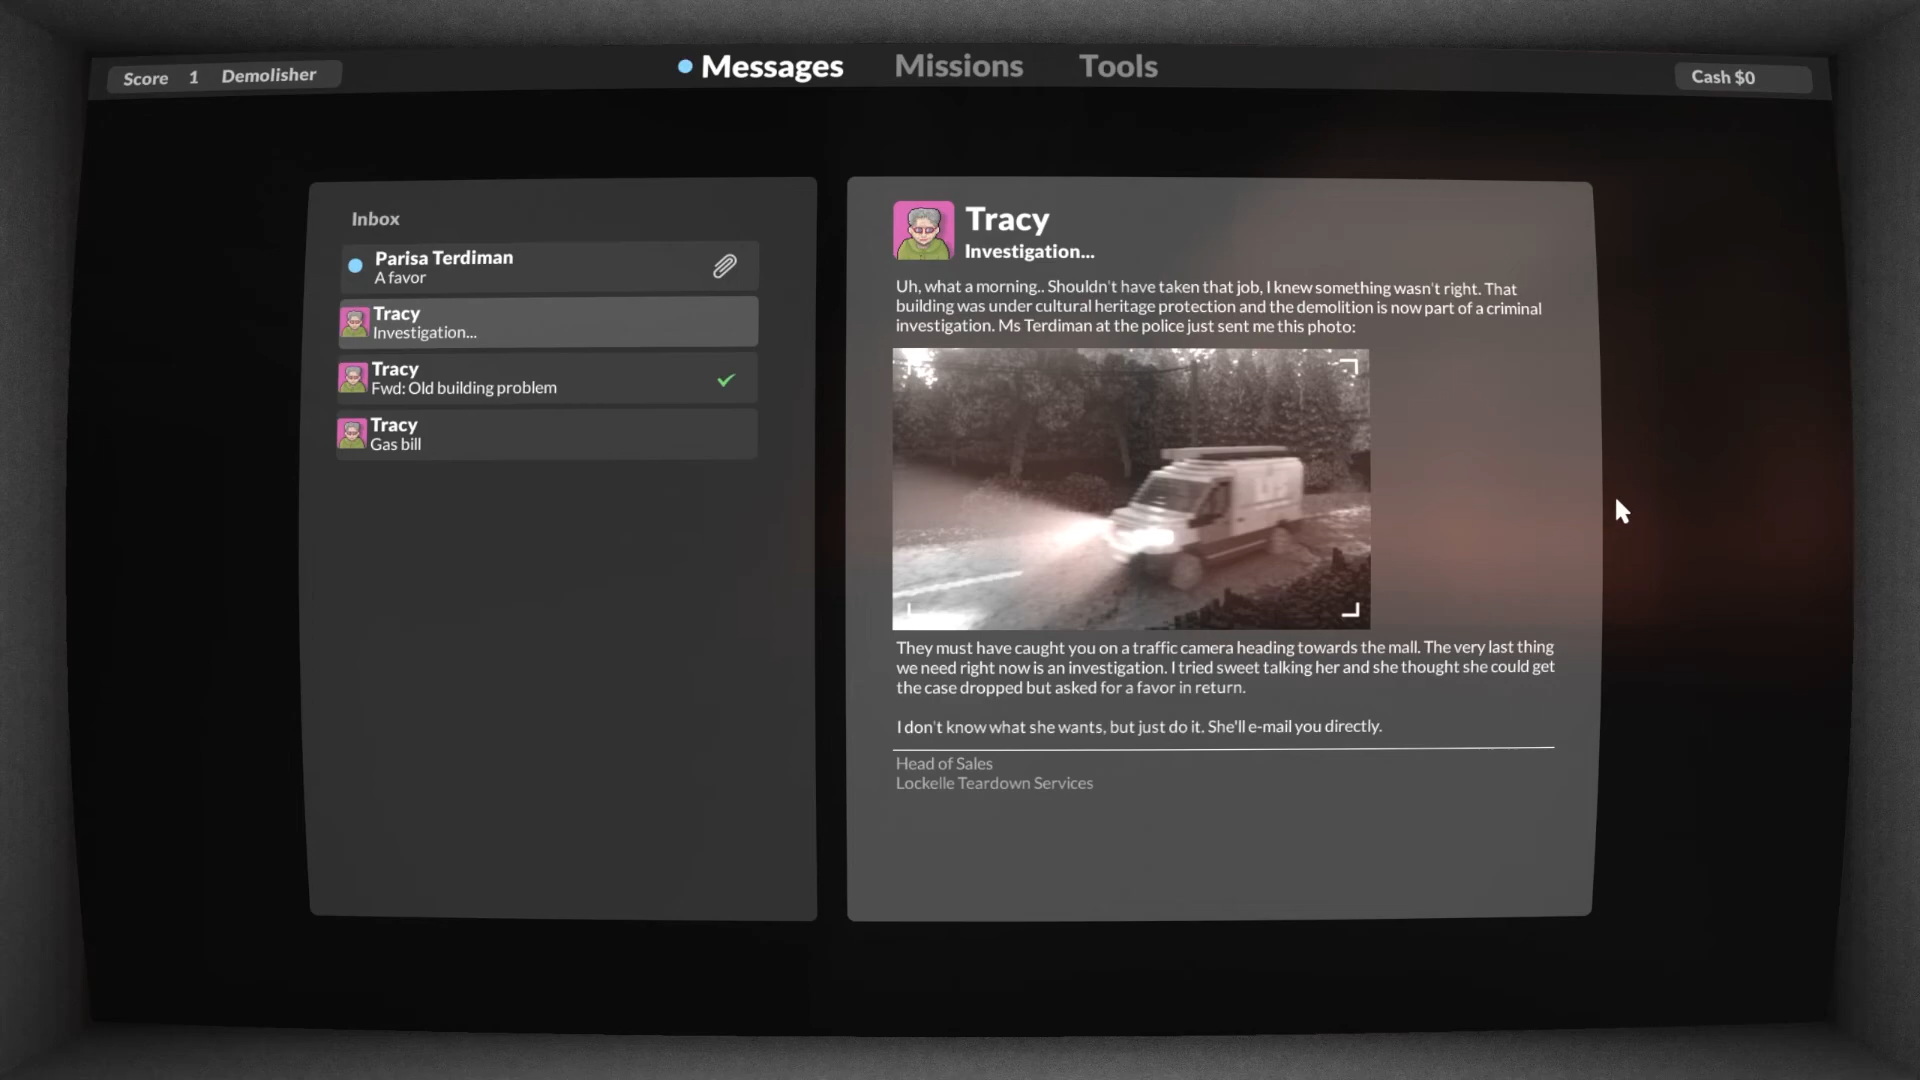 Score 1 Demolisher
Messages Missions Tools
Cash $0
Inbox
Parisa Terdiman
A favor
Tracy
Investigation...
Tracy
Fwd: Old building problem
Tracy
Gas bill
Tracy
Investigation...
Uh, what a morning.. Shouldn't have taken that job, I knew something wasn't right. That
building was under cultural heritage protection and the demolition is now part of a criminal
investigation. Ms Terdiman at the police just sent me this photo:
They must have caught you on a traffic camera heading towards the mall. The very last thing
we need right now is an investigation. I tried sweet talking her and she thought she could get
the case dropped but asked for a favor in return.
I don't know what she wants, but just do it. She'll e-mail you directly.
Head of Sales
Lockelle Teardown Services